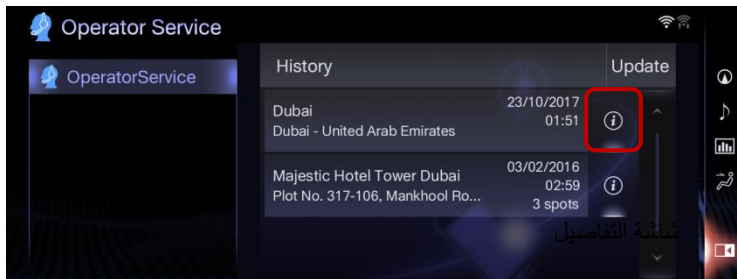 Operator Service
OperatorService
History
Update
Dubai
Dubai - United Arab Emirates
23/10/2017
01:51
Majestic Hotel Tower Dubai
Plot No. 317-106, Mankhool Ro...
03/02/2016
02:59
3 spots
شاشة التفاصيل